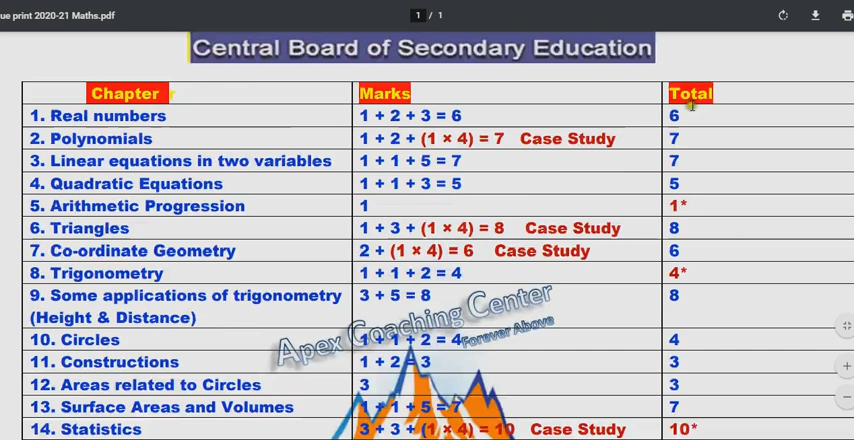 ue print 2020-21 Maths.pdf 1 / 1
Central Board of Secondary Education
Chapter Marks Total
1. Real numbers 1 + 2 + 3 = 6 6
2. Polynomials 1 + 2 + (1 × 4) = 7 Case Study 7
3. Linear equations in two variables 1 + 1 + 5 = 7 7
4. Quadratic Equations 1 + 1 + 3 = 5 5
5. Arithmetic Progression 1 1*
6. Triangles 1 + 3 + (1 × 4) = 8 Case Study 8
7. Co-ordinate Geometry 2 + (1 × 4) = 6 Case Study 6
8. Trigonometry 1 + 1 + 2 = 4 4*
9. Some applications of trigonometry 3 + 5 = 8 8
(Height & Distance)
10. Circles 1 + 1 + 2 = 4 4
11. Constructions 1 + 2 = 3 3
12. Areas related to Circles 3 3
13. Surface Areas and Volumes 1 + 1 + 5 = 7 7
14. Statistics 3 + 3 + (1 × 4) = 10 Case Study 10*
Apex Coaching Center
Forever Above